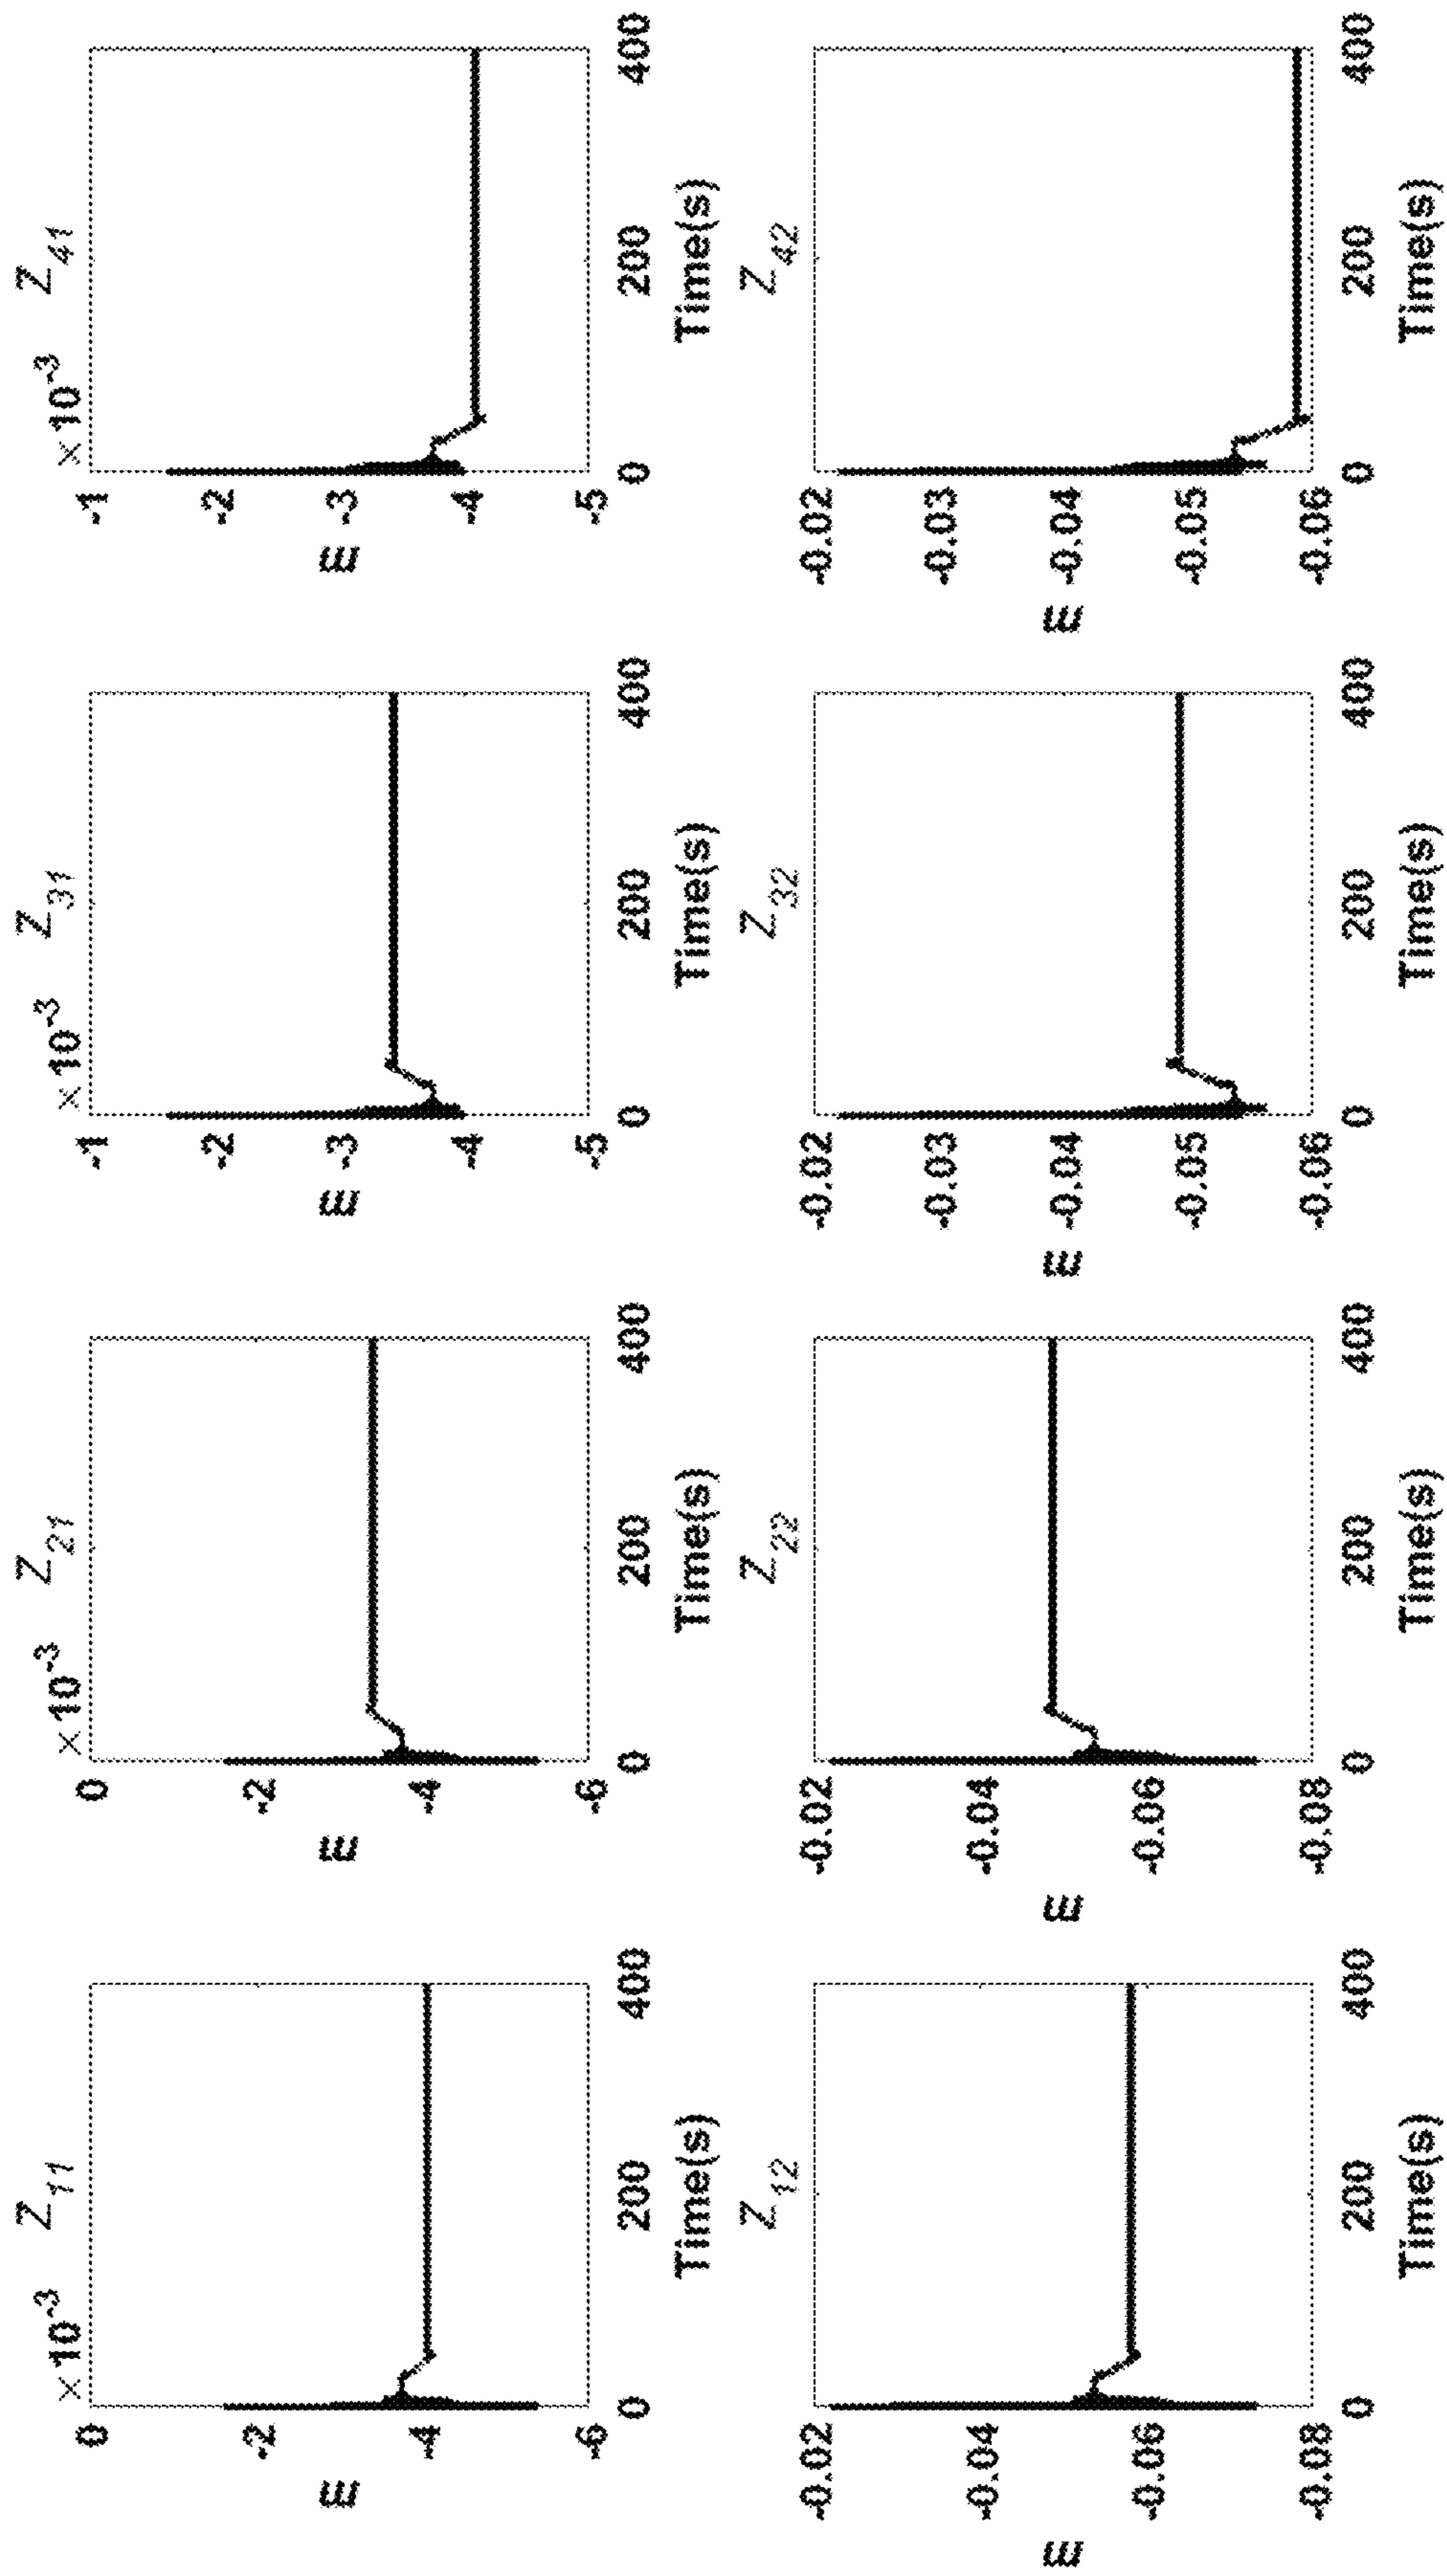 ×10⁻³ Z₁₁
0
-2
-4
-6
m
0 200 400
Time(s)
×10⁻³ Z₂₁
0
-2
-4
-6
m
0 200 400
Time(s)
×10⁻³ Z₃₁
-1
-2
-3
-4
-5
m
0 200 400
Time(s)
×10⁻³ Z₄₁
-1
-2
-3
-4
-5
m
0 200 400
Time(s)
Z₁₂
-0.02
-0.04
-0.06
-0.08
m
0 200 400
Time(s)
Z₂₂
-0.02
-0.04
-0.06
-0.08
m
0 200 400
Time(s)
Z₃₂
-0.02
-0.03
-0.04
-0.05
-0.06
m
0 200 400
Time(s)
Z₄₂
-0.02
-0.03
-0.04
-0.05
-0.06
m
0 200 400
Time(s)